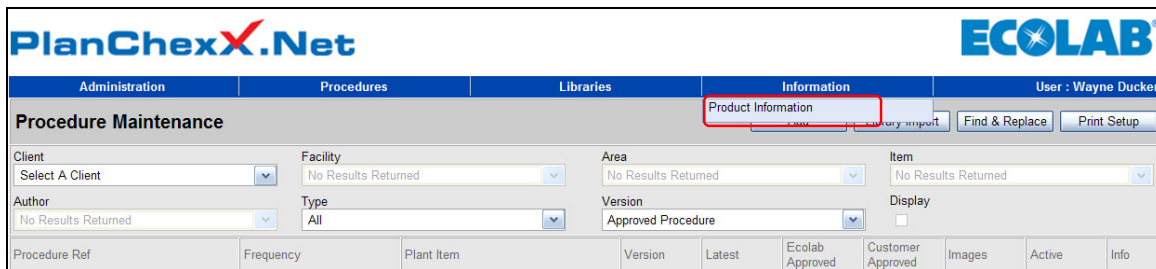 PlanChexX.Net ECOLAB
Administration Procedures Libraries Information User : Wayne Ducker
Product Information
Procedure Maintenance Add Library Import Find & Replace Print Setup
Client Facility Area Item
Select A Client No Results Returned No Results Returned No Results Returned
Author Type Version Display
No Results Returned All Approved Procedure
Procedure Ref Frequency Plant Item Version Latest Ecolab Approved Customer Approved Images Active Info